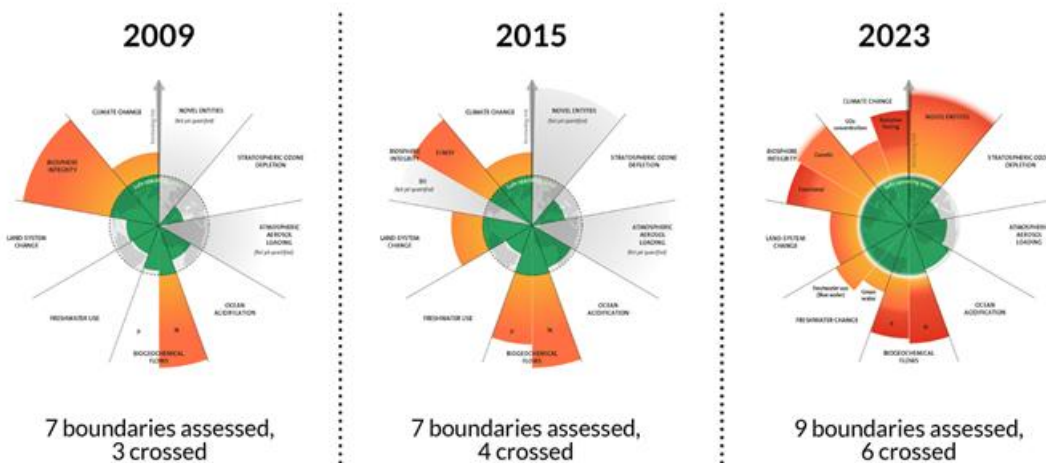 2009
CLIMATE CHANGE
NOVEL ENTITIES
(Not yet quantified)
STRATOSPHERIC OZONE
DEPLETION
ATMOSPHERIC
AEROSOL
LOADING
(Not yet quantified)
OCEAN
ACIDIFICATION
N
P
BIOGEOCHEMICAL
FLOWS
FRESHWATER USE
LAND-SYSTEM
CHANGE
BIOSPHERE
INTEGRITY
7 boundaries assessed,
3 crossed
2015
CLIMATE CHANGE
NOVEL ENTITIES
(Not yet quantified)
STRATOSPHERIC OZONE
DEPLETION
ATMOSPHERIC
AEROSOL
LOADING
(Not yet quantified)
OCEAN
ACIDIFICATION
N
P
BIOGEOCHEMICAL
FLOWS
FRESHWATER USE
LAND-SYSTEM
CHANGE
BIOSPHERE
INTEGRITY
E/MSY
BII
(Not yet quantified)
7 boundaries assessed,
4 crossed
2023
CLIMATE CHANGE
CO2
concentration
Radiative
forcing
NOVEL ENTITIES
STRATOSPHERIC OZONE
DEPLETION
ATMOSPHERIC
AEROSOL
LOADING
OCEAN
ACIDIFICATION
P
BIOGEOCHEMICAL
FLOWS
FRESHWATER CHANGE
Freshwater use
(Blue water)
Green
water
LAND-SYSTEM
CHANGE
BIOSPHERE
INTEGRITY
Genetic
Functional
Safe operating space
9 boundaries assessed,
6 crossed